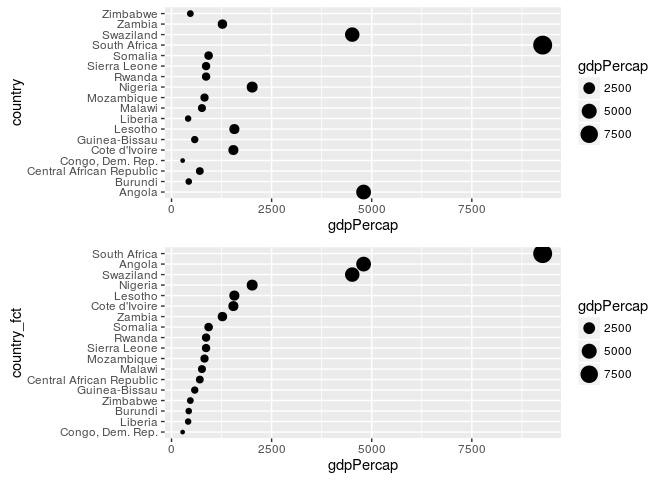 Zimbabwe
Zambia
Swaziland
South Africa
Somalia
Sierra Leone
Rwanda
Nigeria
Mozambique
Malawi
Liberia
Lesotho
Guinea-Bissau
Cote d'Ivoire
Congo, Dem. Rep.
Central African Republic
Burundi
Angola
country
0 2500 5000 7500
gdpPercap
gdpPercap
2500
5000
7500
South Africa
Angola
Swaziland
Nigeria
Lesotho
Cote d'Ivoire
Zambia
Somalia
Rwanda
Sierra Leone
Mozambique
Malawi
Central African Republic
Guinea-Bissau
Zimbabwe
Burundi
Liberia
Congo, Dem. Rep.
country_fct
0 2500 5000 7500
gdpPercap
gdpPercap
2500
5000
7500